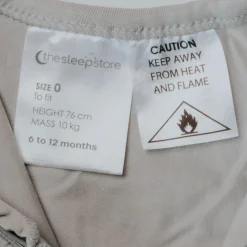 thesleepstore
SIZE 0
To fit
HEIGHT 76 cm
MASS 10 kg
6 to 12 months
CAUTION
KEEP AWAY
FROM HEAT
AND FLAME